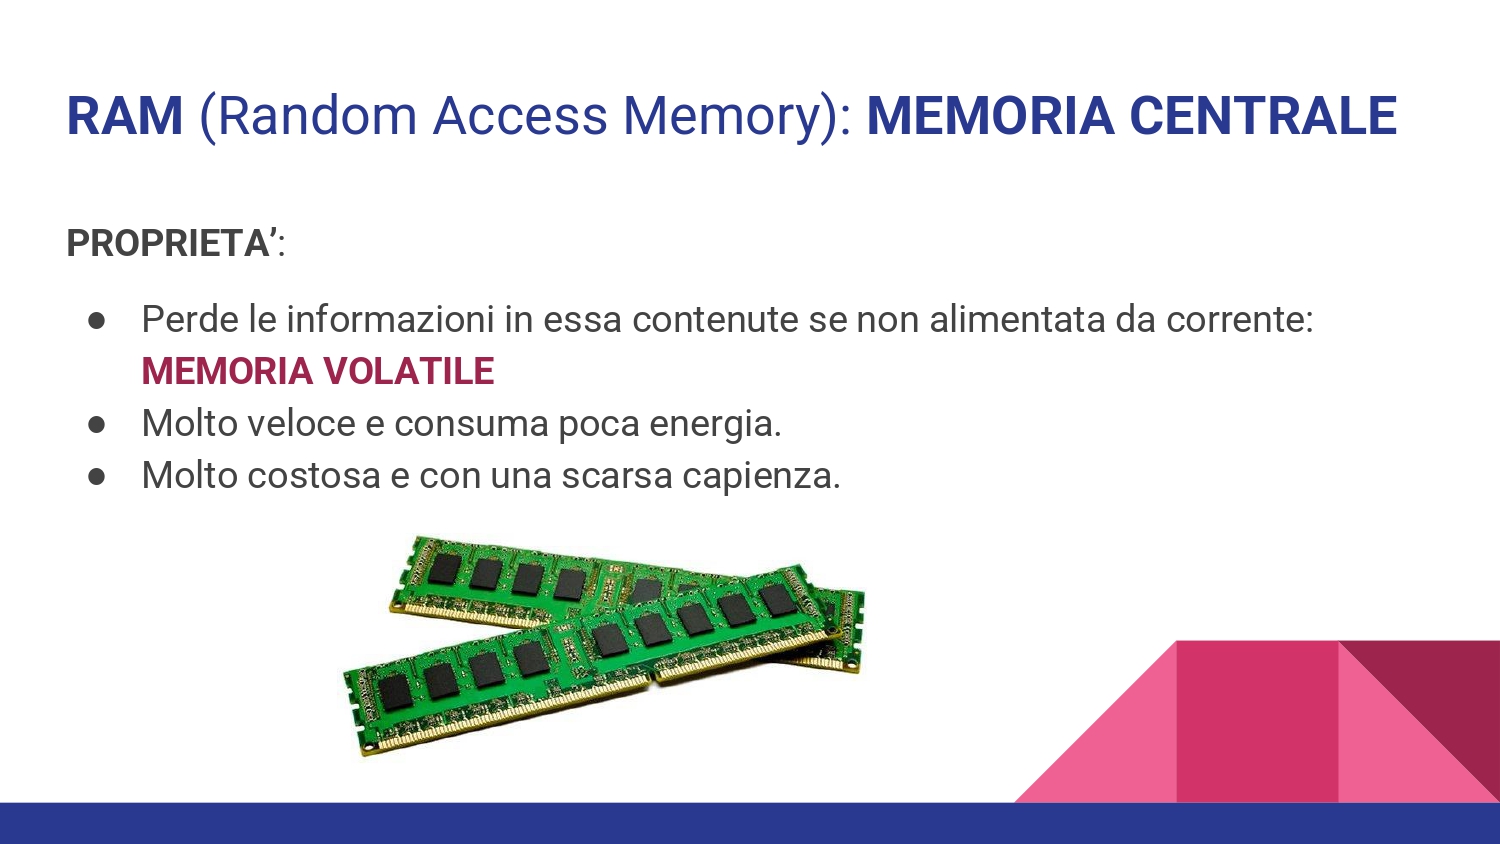 RAM (Random Access Memory): MEMORIA CENTRALE
PROPRIETA’:
● Perde le informazioni in essa contenute se non alimentata da corrente:
MEMORIA VOLATILE
● Molto veloce e consuma poca energia.
● Molto costosa e con una scarsa capienza.